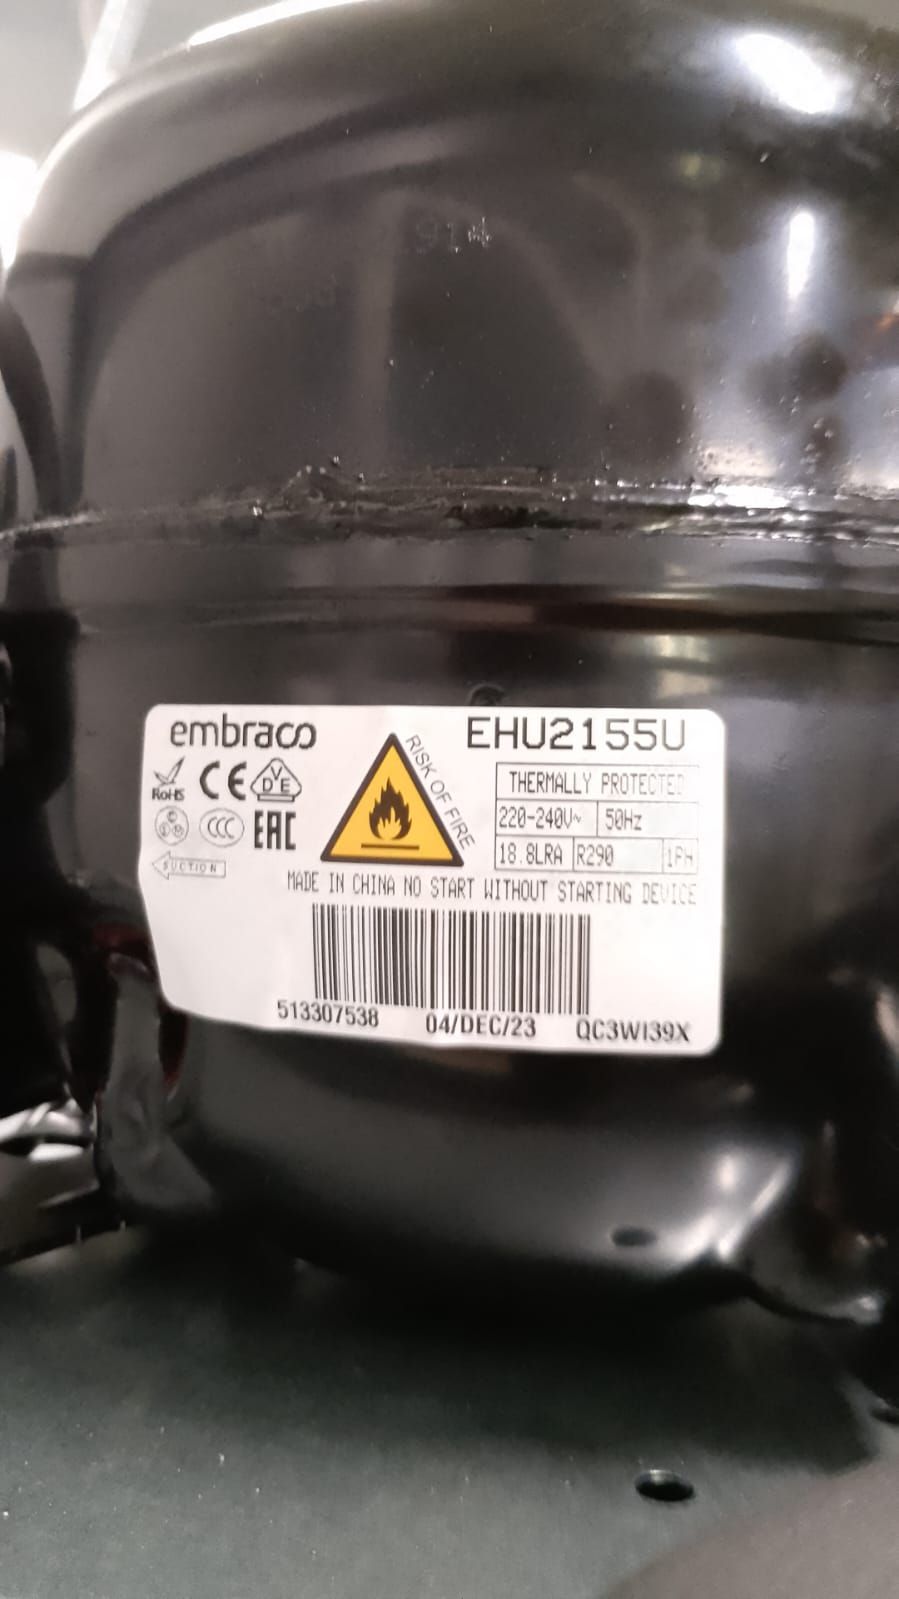 914
embraco EHU2155U
RISK OF FIRE
RoHS CE VDE
THERMALLY PROTECTED
220-240V~ 50Hz
CCC EAC
18.8LRA R290 1PH
SUCTION
MADE IN CHINA NO START WITHOUT STARTING DEVICE
513307538 04/DEC/23 QC3WI39X